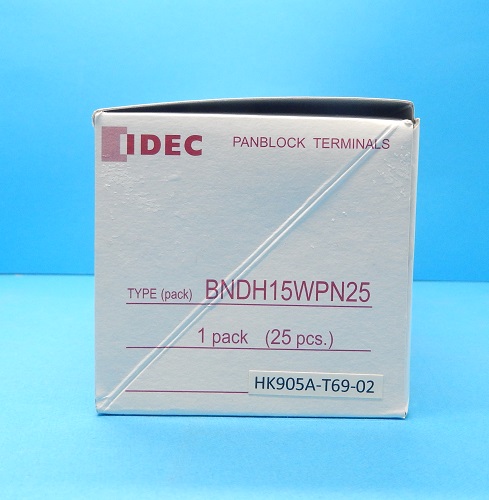 IDEC PANBLOCK TERMINALS
TYPE (pack) BNDH15WPN25
1 pack (25 pcs.)
HK905A-T69-02